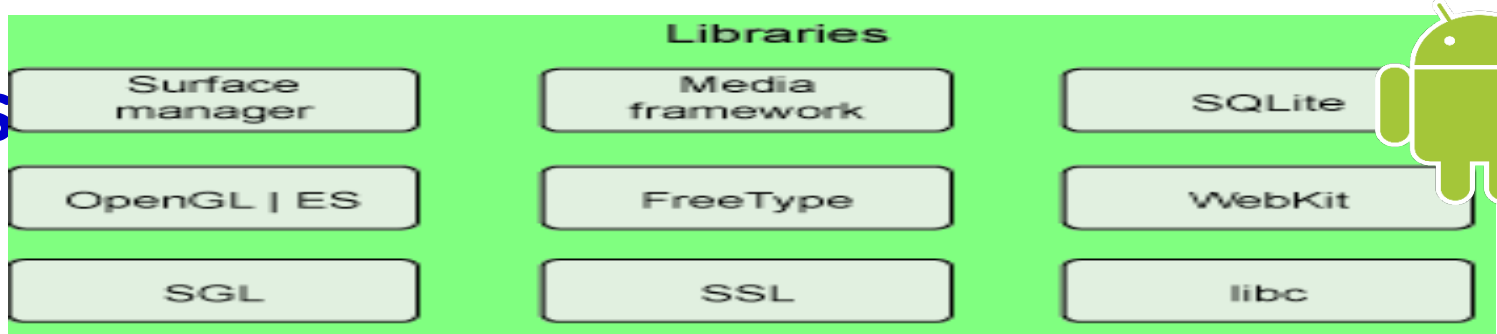 Libraries
Surface
manager
Media
framework
SQLite
OpenGL | ES
FreeType
WebKit
SGL
SSL
libc